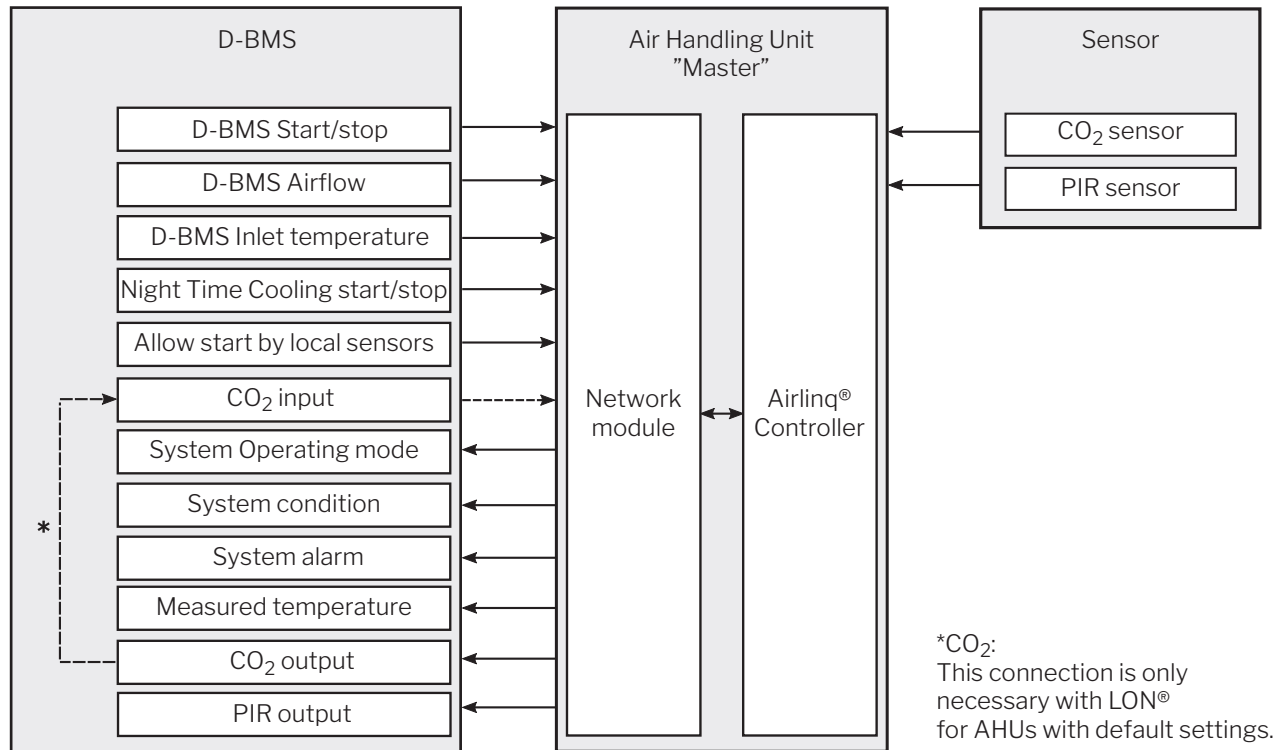 D-BMS
D-BMS Start/stop
D-BMS Airflow
D-BMS Inlet temperature
Night Time Cooling start/stop
Allow start by local sensors
CO₂ input
System Operating mode
System condition
System alarm
Measured temperature
CO₂ output
PIR output
*
Air Handling Unit
”Master”
Network
module
Airlinq®
Controller
Sensor
CO₂ sensor
PIR sensor
*CO₂:
This connection is only
necessary with LON®
for AHUs with default settings.